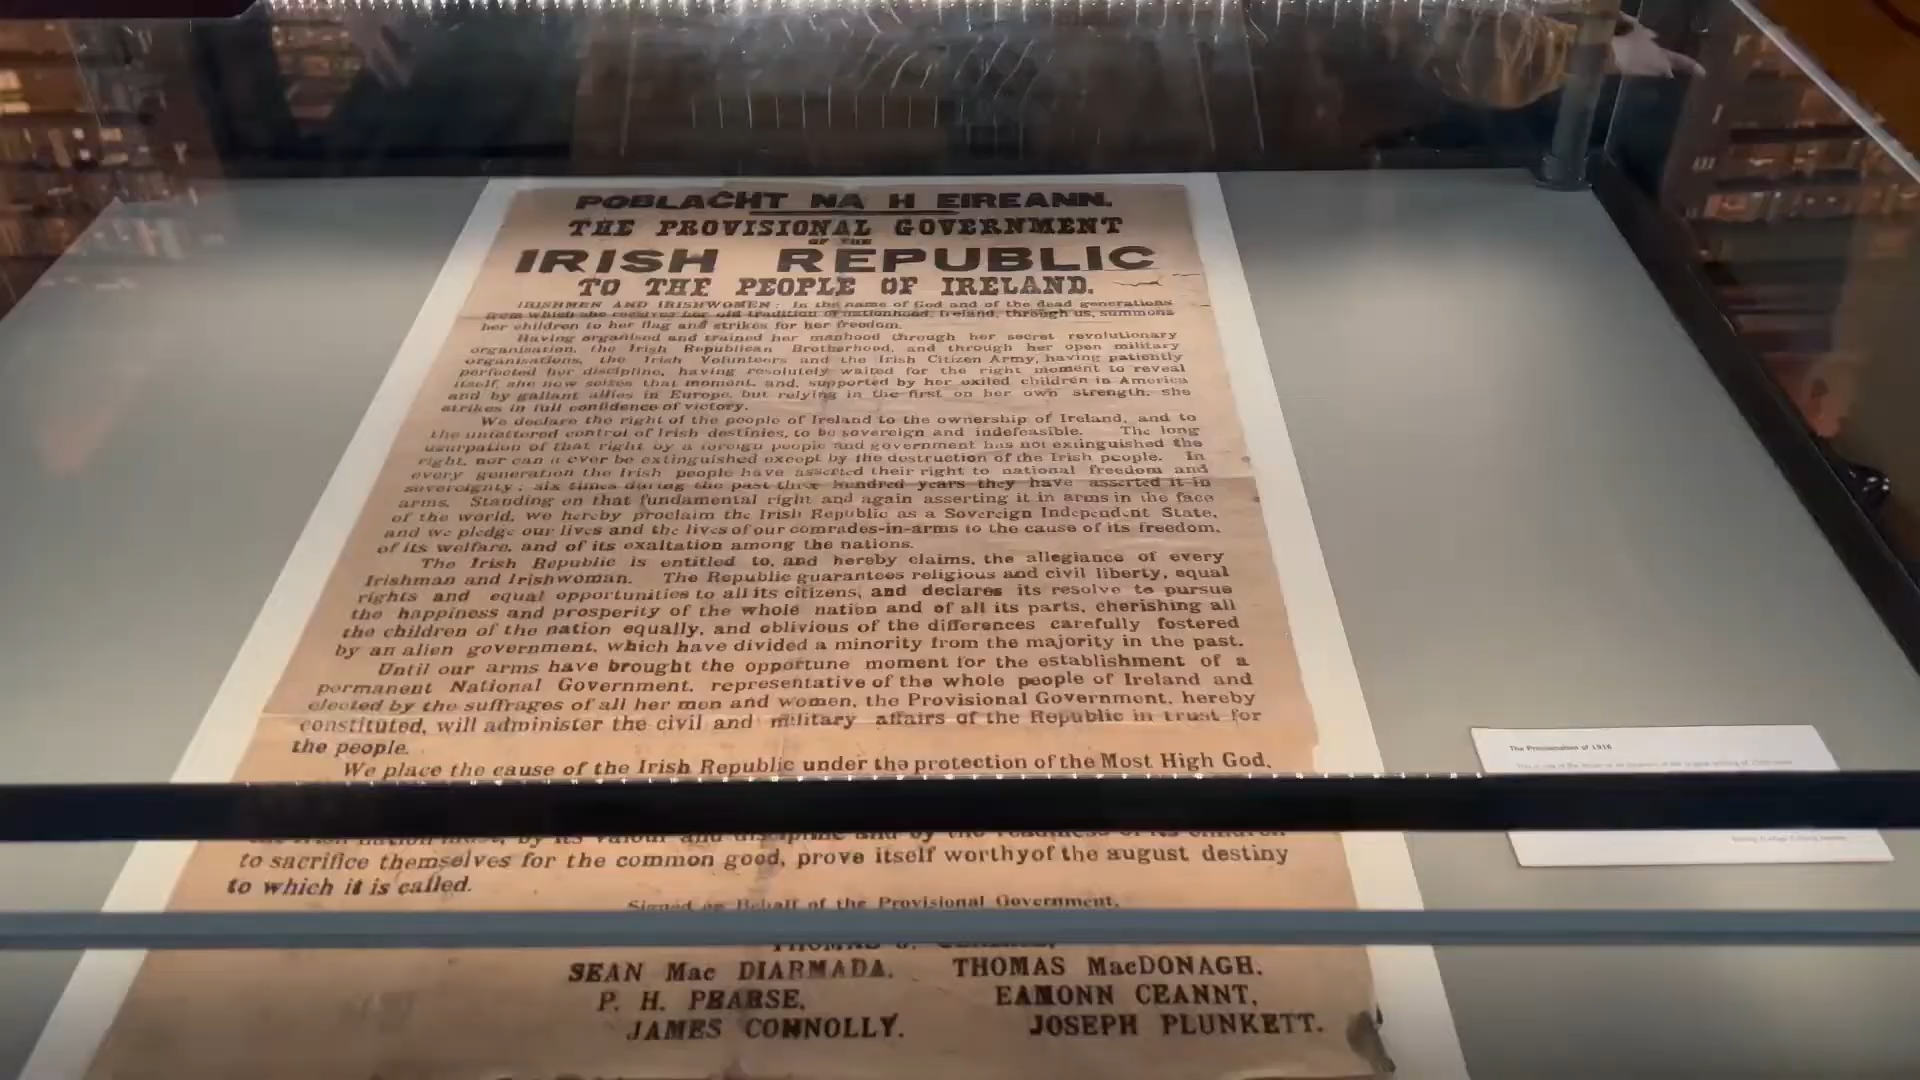 POBLACHT NA H EIREANN.
THE PROVISIONAL GOVERNMENT
OF THE
IRISH REPUBLIC
TO THE PEOPLE OF IRELAND.
IRISHMEN AND IRISHWOMEN: In the name of God and of the dead generations
from which she receives her old tradition of nationhood, Ireland, through us, summons
her children to her flag and strikes for her freedom.
Having organised and trained her manhood through her secret revolutionary
organisation, the Irish Republican Brotherhood, and through her open military
organisations, the Irish Volunteers and the Irish Citizen Army, having patiently
perfected her discipline, having resolutely waited for the right moment to reveal
itself, she now seizes that moment, and, supported by her exiled children in America
and by gallant allies in Europe, but relying in the first on her own strength, she
strikes in full confidence of victory.
We declare the right of the people of Ireland to the ownership of Ireland, and to
the unfettered control of Irish destinies, to be sovereign and indefeasible. The long
usurpation of that right by a foreign people and government has not extinguished the
right, nor can it ever be extinguished except by the destruction of the Irish people. In
every generation the Irish people have asserted their right to national freedom and
sovereignty; six times during the past three hundred years they have asserted it in
arms. Standing on that fundamental right and again asserting it in arms in the face
of the world, we hereby proclaim the Irish Republic as a Sovereign Independent State,
and we pledge our lives and the lives of our comrades-in-arms to the cause of its freedom,
of its welfare, and of its exaltation among the nations.
The Irish Republic is entitled to, and hereby claims, the allegiance of every
Irishman and Irishwoman. The Republic guarantees religious and civil liberty, equal
rights and equal opportunities to all its citizens, and declares its resolve to pursue
the happiness and prosperity of the whole nation and of all its parts, cherishing all
the children of the nation equally, and oblivious of the differences carefully fostered
by an alien government, which have divided a minority from the majority in the past.
Until our arms have brought the opportune moment for the establishment of a
permanent National Government, representative of the whole people of Ireland and
elected by the suffrages of all her men and women, the Provisional Government, hereby
constituted, will administer the civil and military affairs of the Republic in trust for
the people.
We place the cause of the Irish Republic under the protection of the Most High God,
by its valour and discipline and by the readiness of its children
to sacrifice themselves for the common good, prove itself worthy of the august destiny
to which it is called.
Signed on Behalf of the Provisional Government,
SEAN Mac DIARMADA, THOMAS MacDONAGH,
P. H. PEARSE, EAMONN CEANNT,
JAMES CONNOLLY. JOSEPH PLUNKETT.
The Proclamation of 1916